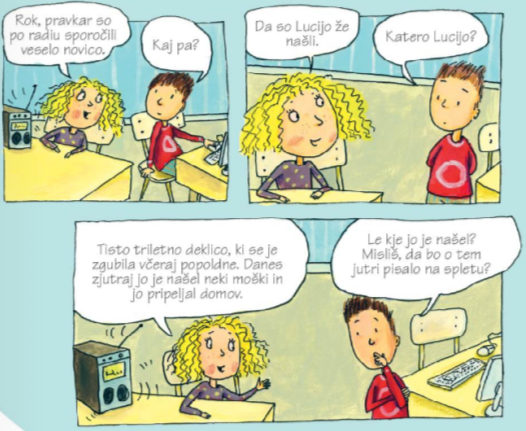 Rok, pravkar so
po radiu sporočili
veselo novico.
Kaj pa?
Da so Lucijo že
našli.
Katero Lucijo?
Tisto triletno deklico, ki se je
zgubila včeraj popoldne. Danes
zjutraj jo je našel neki moški in
jo pripeljal domov.
Le kje jo je našel?
Misliš, da bo o tem
jutri pisalo na spletu?